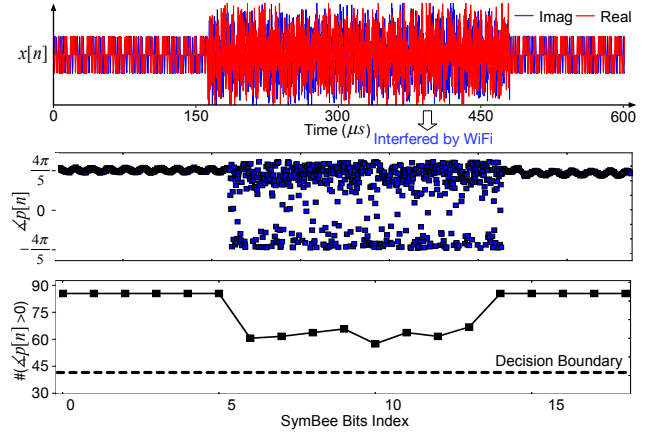 Imag Real
x[n]
0 150 300 450 600
Time (μs)
Interfered by WiFi
4π/5
0
−4π/5
∡p[n]
90
75
60
45
30
#(∡p[n]>0)
Decision Boundary
0 5 10 15
SymBee Bits Index